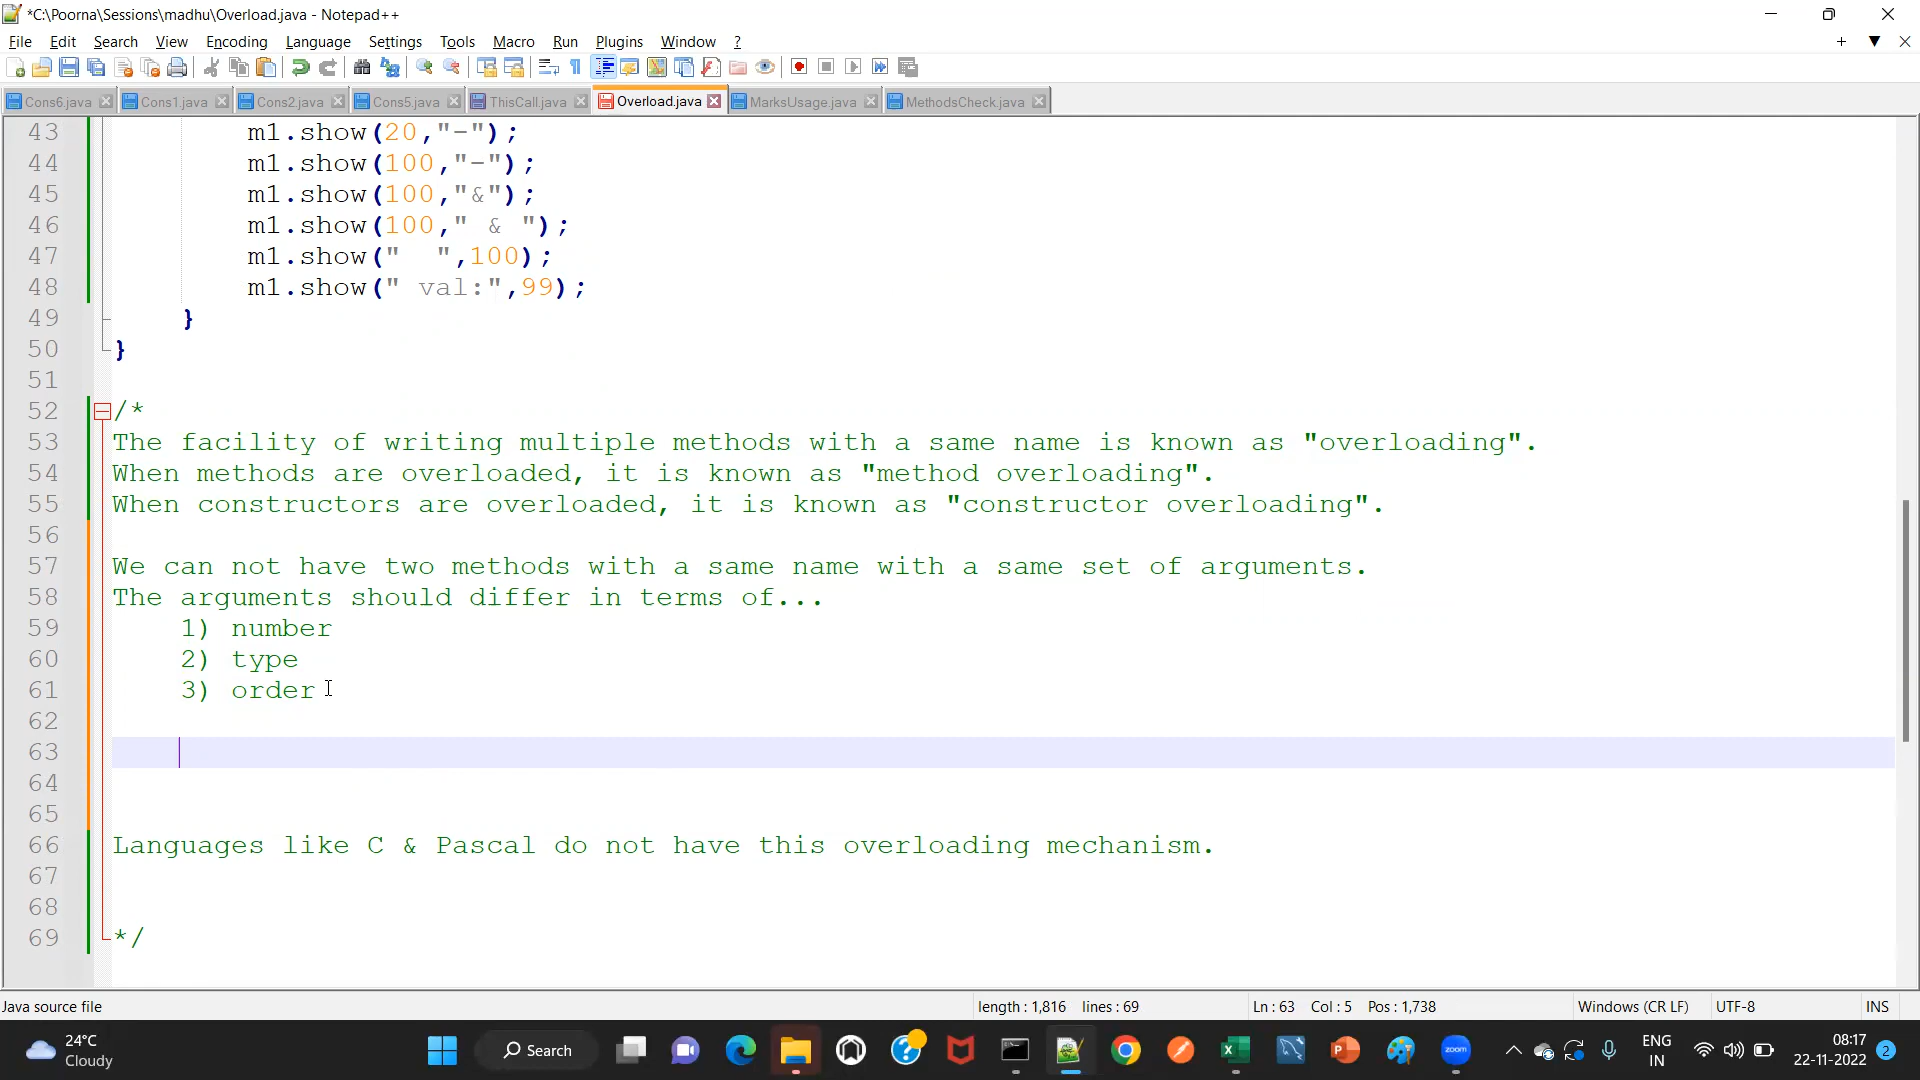 *C:\Poorna\Sessions\madhu\Overload.java - Notepad++
File Edit Search View Encoding Language Settings Tools Macro Run Plugins Window ?
Cons6.java Cons1.java Cons2.java Cons5.java ThisCall.java Overload.java MarksUsage.java MethodsCheck.java
43 m1.show(20,"-");
44 m1.show(100,"-");
45 m1.show(100,"&");
46 m1.show(100," & ");
47 m1.show("  ",100);
48 m1.show(" val:",99);
49 }
50 }
51
52 /*
53 The facility of writing multiple methods with a same name is known as "overloading".
54 When methods are overloaded, it is known as "method overloading".
55 When constructors are overloaded, it is known as "constructor overloading".
56
57 We can not have two methods with a same name with a same set of arguments.
58 The arguments should differ in terms of...
59 1) number
60 2) type
61 3) order
62
63
64
65
66 Languages like C & Pascal do not have this overloading mechanism.
67
68
69 */
Java source file length : 1,816 lines : 69 Ln : 63 Col : 5 Pos : 1,738 Windows (CR LF) UTF-8 INS
24°C
Cloudy
Search
zoom
ENG
IN
08:17
22-11-2022
2